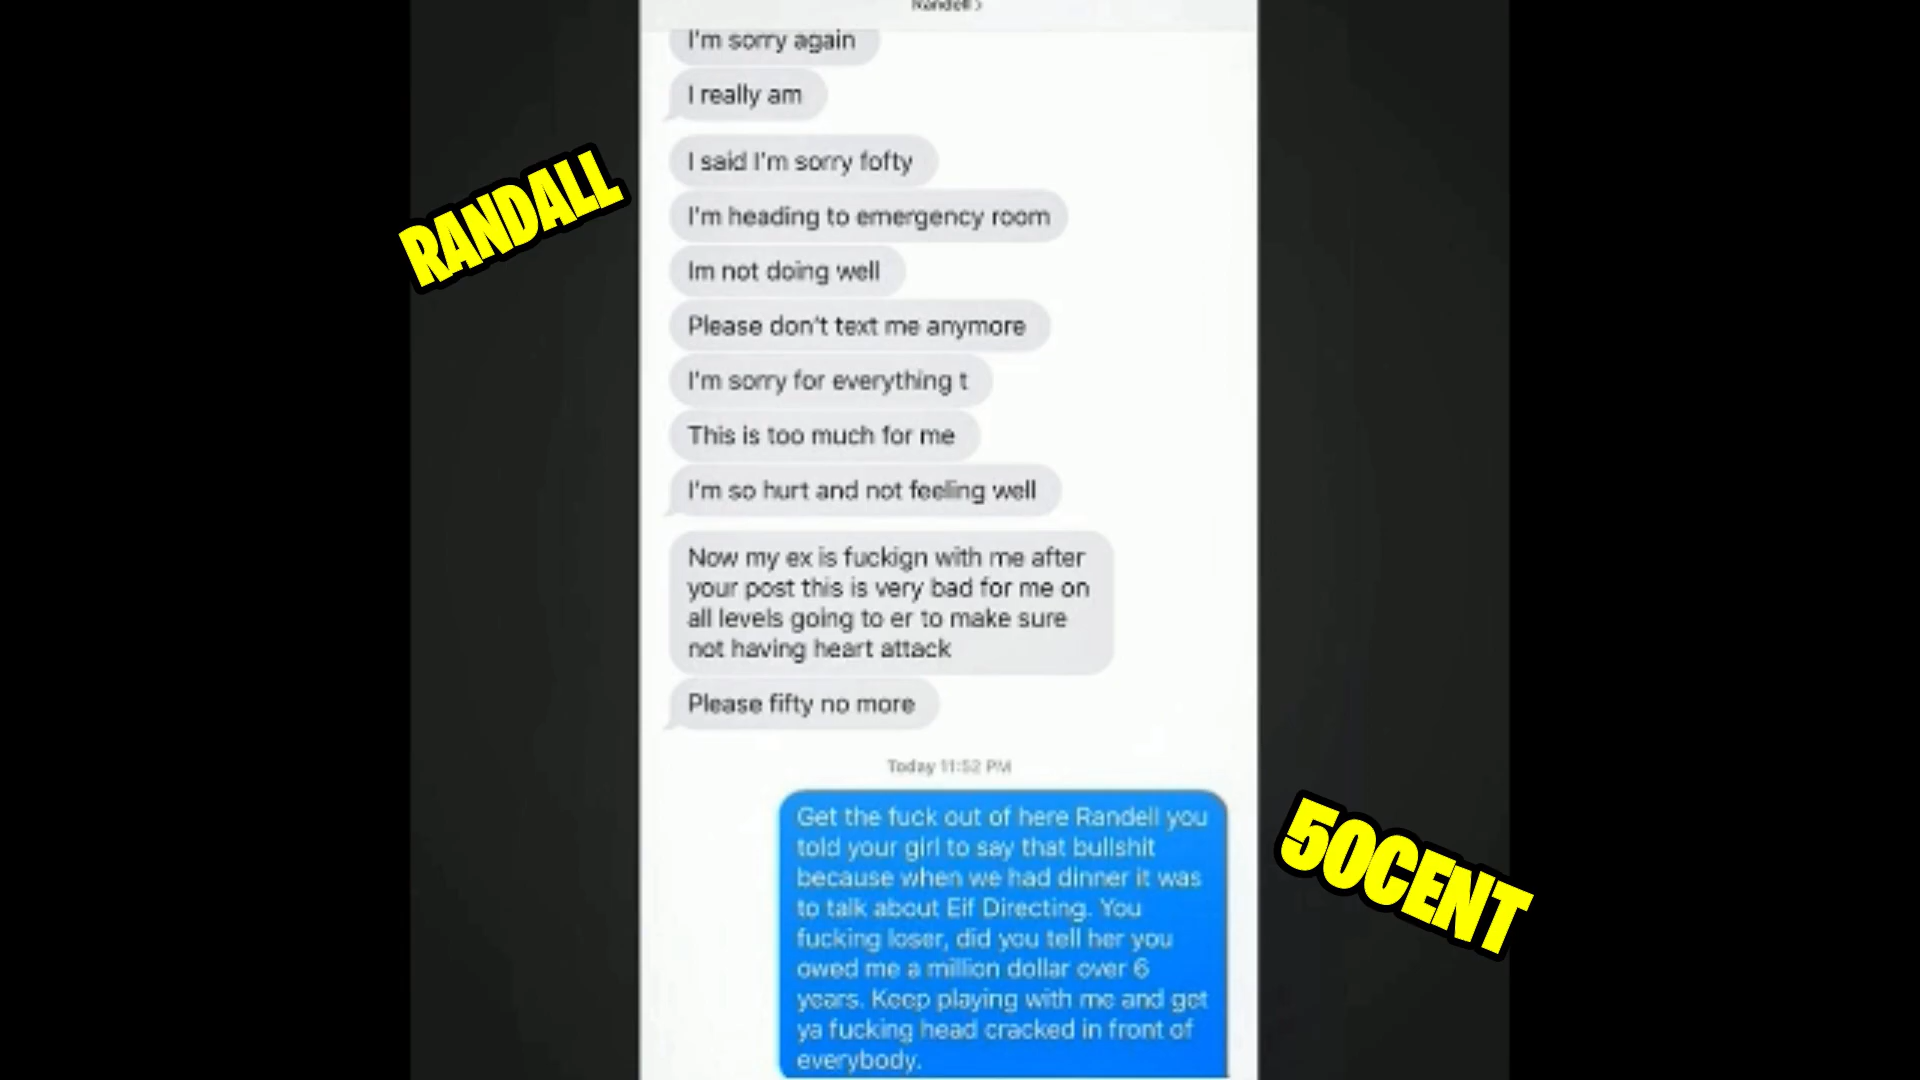 Randell >
I'm sorry again
I really am
I said I'm sorry fofty
I'm heading to emergency room
Im not doing well
Please don't text me anymore
I'm sorry for everything t
This is too much for me
I'm so hurt and not feeling well
Now my ex is fuckign with me after
your post this is very bad for me on
all levels going to er to make sure
not having heart attack
Please fifty no more
Today 11:52 PM
Get the fuck out of here Randell you
told your girl to say that bullshit
because when we had dinner it was
to talk about Eif Directing. You
fucking loser, did you tell her you
owed me a million dollar over 6
years. Keep playing with me and get
ya fucking head cracked in front of
everybody.
RANDALL
50CENT